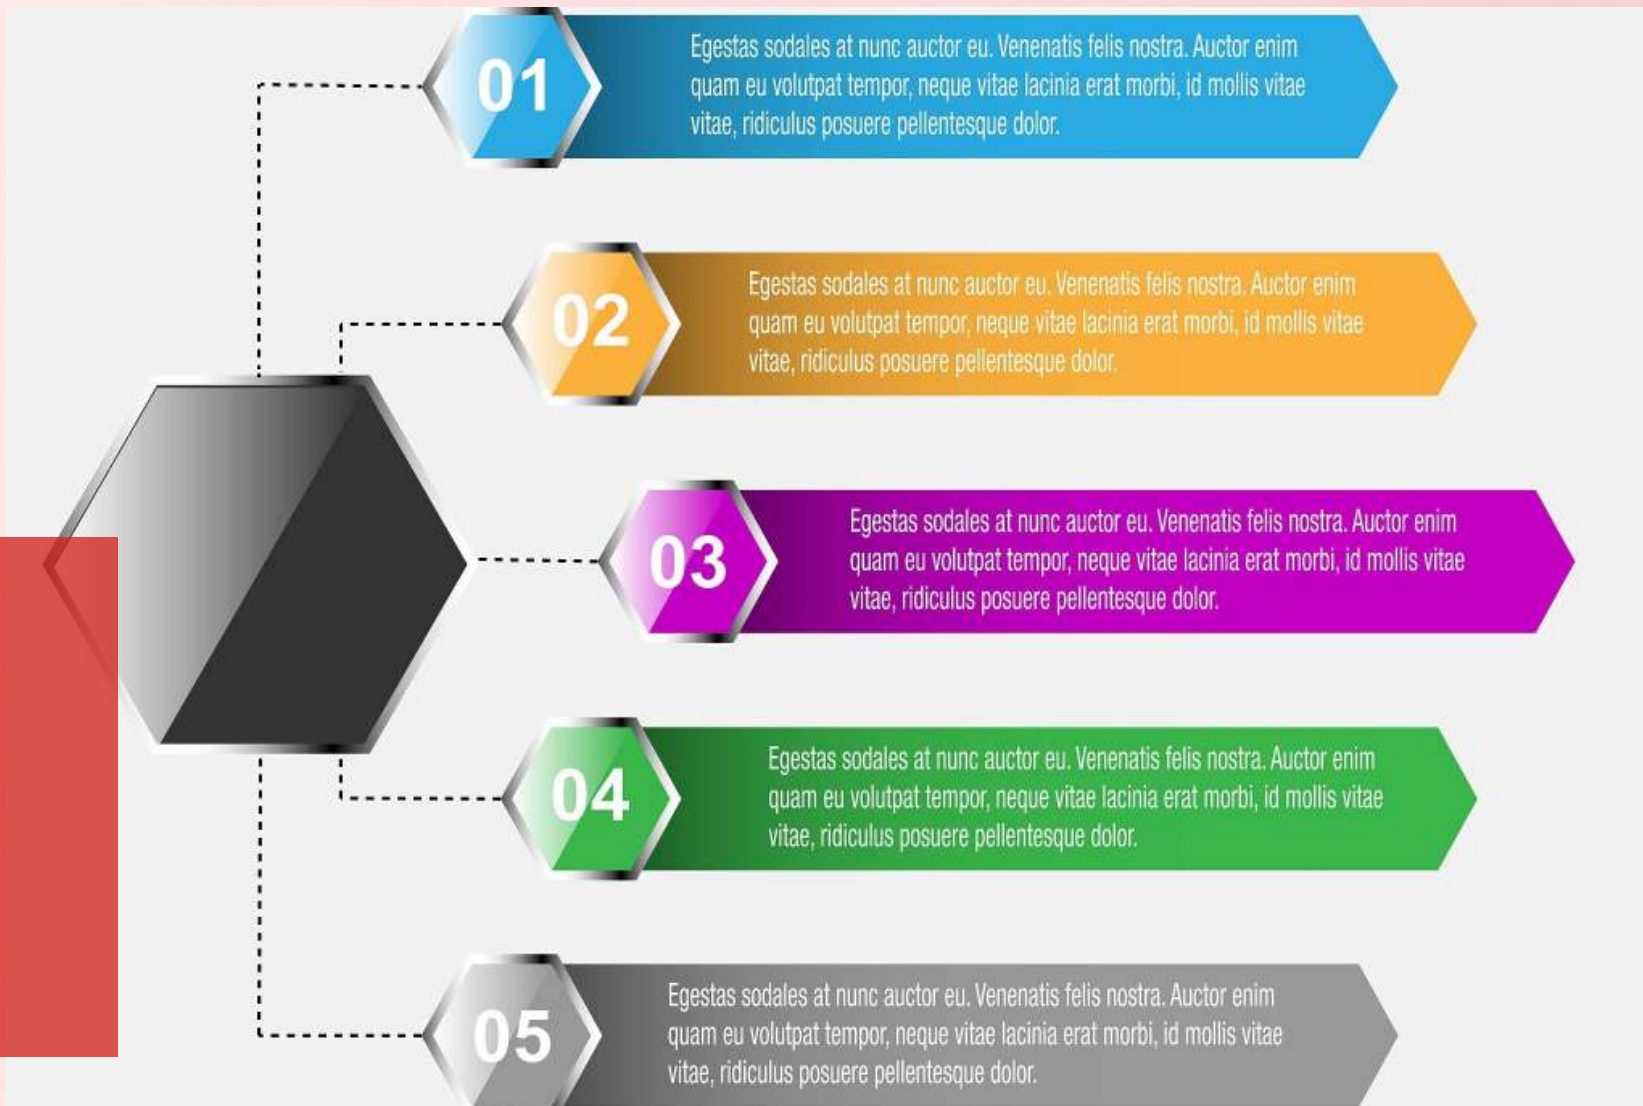 01
Egestas sodales at nunc auctor eu. Venenatis felis nostra. Auctor enim
quam eu volutpat tempor, neque vitae lacinia erat morbi, id mollis vitae
vitae, ridiculus posuere pellentesque dolor.
02
Egestas sodales at nunc auctor eu. Venenatis felis nostra. Auctor enim
quam eu volutpat tempor, neque vitae lacinia erat morbi, id mollis vitae
vitae, ridiculus posuere pellentesque dolor.
03
Egestas sodales at nunc auctor eu. Venenatis felis nostra. Auctor enim
quam eu volutpat tempor, neque vitae lacinia erat morbi, id mollis vitae
vitae, ridiculus posuere pellentesque dolor.
04
Egestas sodales at nunc auctor eu. Venenatis felis nostra. Auctor enim
quam eu volutpat tempor, neque vitae lacinia erat morbi, id mollis vitae
vitae, ridiculus posuere pellentesque dolor.
05
Egestas sodales at nunc auctor eu. Venenatis felis nostra. Auctor enim
quam eu volutpat tempor, neque vitae lacinia erat morbi, id mollis vitae
vitae, ridiculus posuere pellentesque dolor.